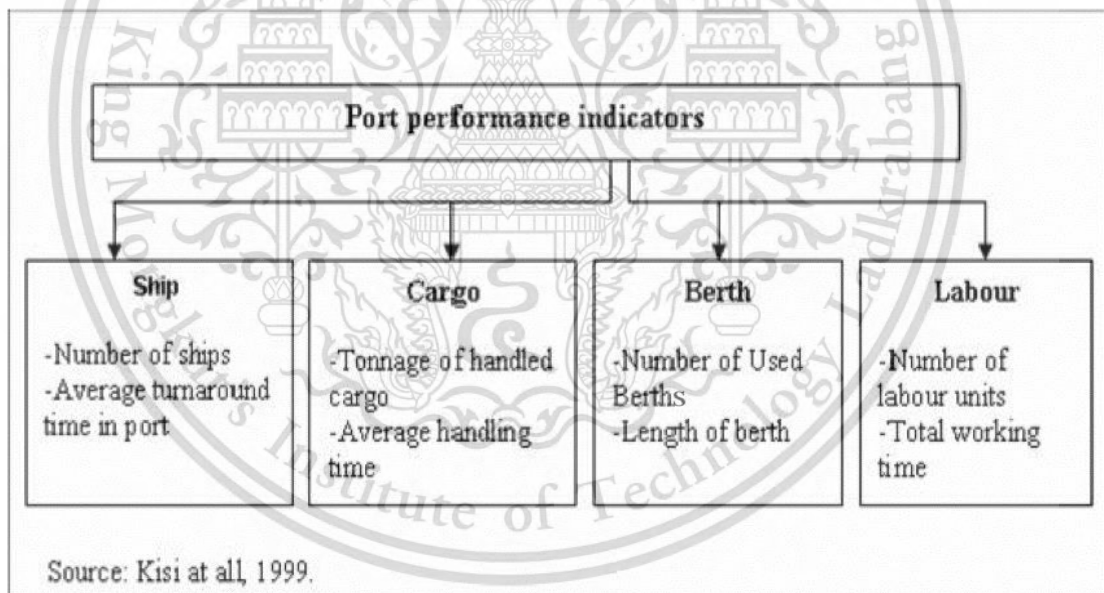 Port performance indicators
Ship
-Number of ships
-Average turnaround
time in port
Cargo
-Tonnage of handled
cargo
-Average handling
time
Berth
-Number of Used
Berths
-Length of berth
Labour
-Number of
labour units
-Total working
time
Source: Kisi at all, 1999.
King Mongkut's Institute of Technology Ladkrabang